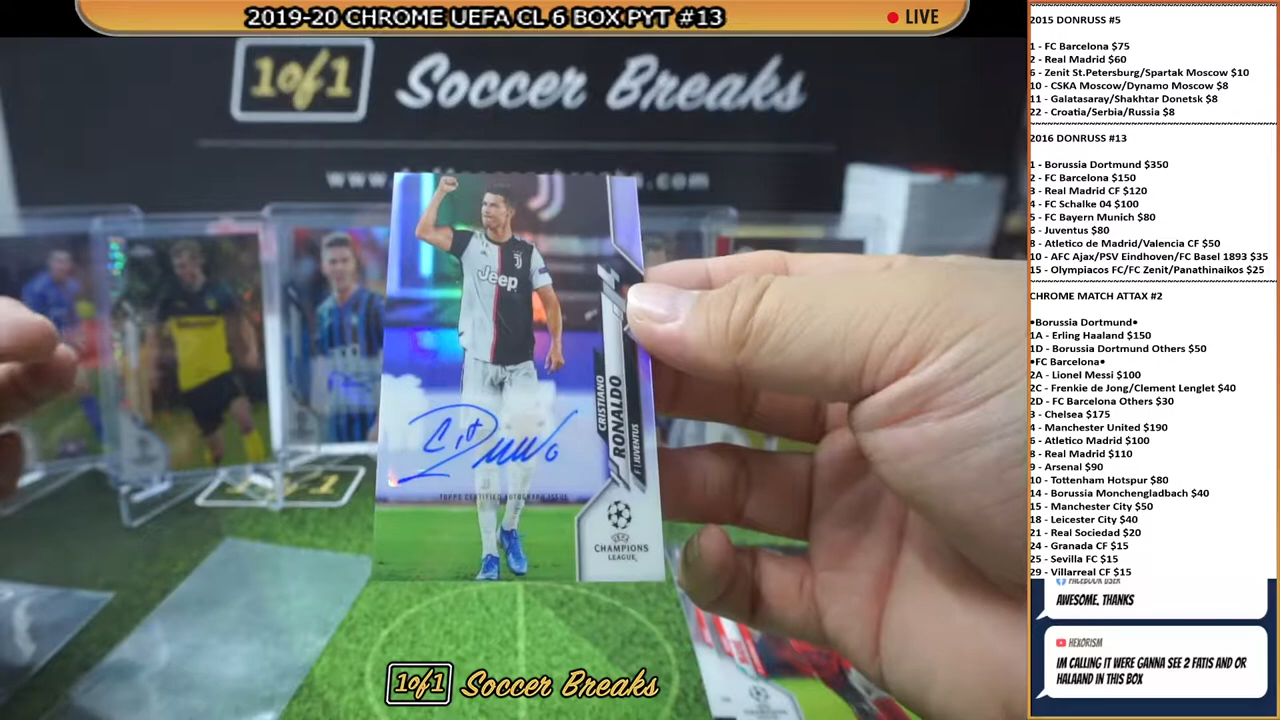 2019-20 CHROME UEFA CL 6 BOX PYT #13
LIVE
1of1 Soccer Breaks
www.
Jeep
CRISTIANO
RONALDO
F | JUVENTUS
TOPPS CERTIFIED AUTOGRAPH ISSUE
UEFA
CHAMPIONS
LEAGUE
1of1
1of1 Soccer Breaks
2015 DONRUSS #5
1 - FC Barcelona $75
2 - Real Madrid $60
6 - Zenit St.Petersburg/Spartak Moscow $10
10 - CSKA Moscow/Dynamo Moscow $8
11 - Galatasaray/Shakhtar Donetsk $8
22 - Croatia/Serbia/Russia $8
2016 DONRUSS #13
1 - Borussia Dortmund $350
2 - FC Barcelona $150
3 - Real Madrid CF $120
4 - FC Schalke 04 $100
5 - FC Bayern Munich $80
6 - Juventus $80
8 - Atletico de Madrid/Valencia CF $50
10 - AFC Ajax/PSV Eindhoven/FC Basel 1893 $35
15 - Olympiacos FC/FC Zenit/Panathinaikos $25
CHROME MATCH ATTAX #2
•Borussia Dortmund•
1A - Erling Haaland $150
1D - Borussia Dortmund Others $50
•FC Barcelona•
2A - Lionel Messi $100
2C - Frenkie de Jong/Clement Lenglet $40
2D - FC Barcelona Others $30
3 - Chelsea $175
4 - Manchester United $190
6 - Atletico Madrid $100
8 - Real Madrid $110
9 - Arsenal $90
10 - Tottenham Hotspur $80
14 - Borussia Monchengladbach $40
15 - Manchester City $50
18 - Leicester City $40
21 - Real Sociedad $20
24 - Granada CF $15
25 - Sevilla FC $15
29 - Villarreal CF $15
FACEBOOK USER
AWESOME. THANKS
HEXORISM
IM CALLING IT WERE GANNA SEE 2 FATIS AND OR
HALAAND IN THIS BOX